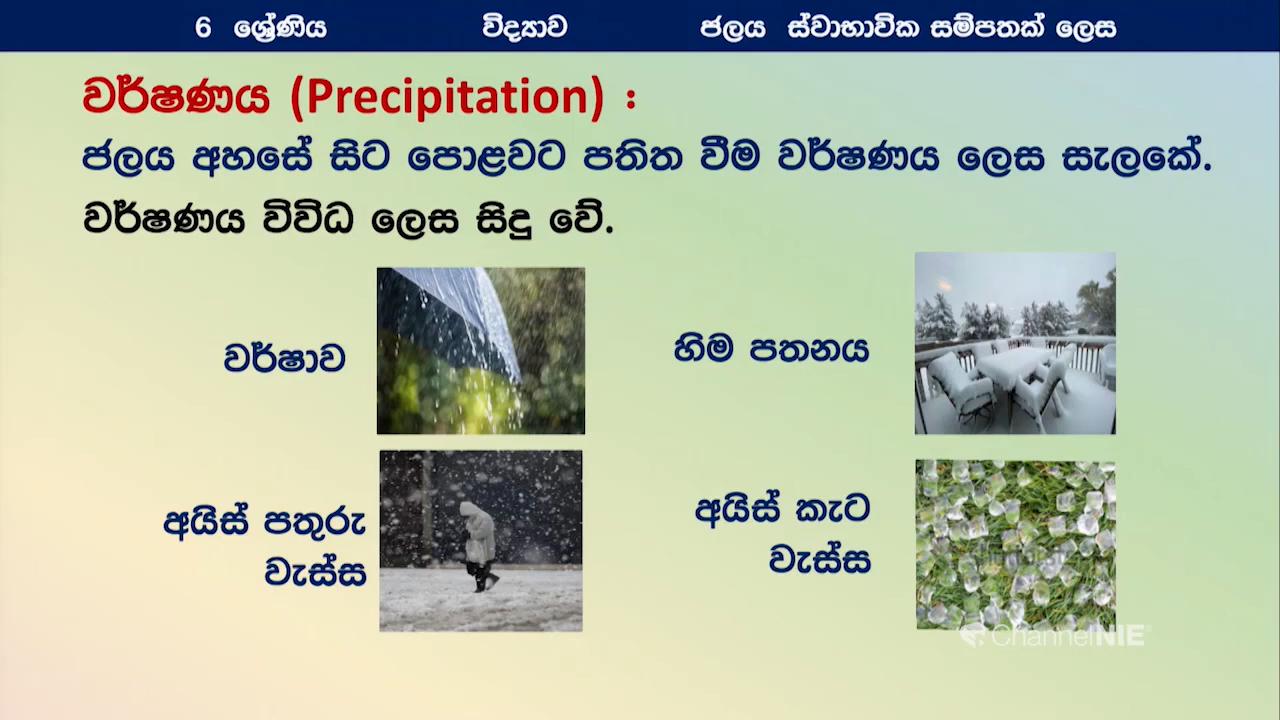 6 ශ්‍රේණිය විද්‍යාව ජලය ස්වාභාවික සම්පතක් ලෙස
වර්ෂණය (Precipitation) :
ජලය අහසේ සිට පොළවට පතිත වීම වර්ෂණය ලෙස සැලකේ.
වර්ෂණය විවිධ ලෙස සිදු වේ.
වර්ෂාව
හිම පතනය
අයිස් පතුරු
වැස්ස
අයිස් කැට
වැස්ස
ChannelNIE